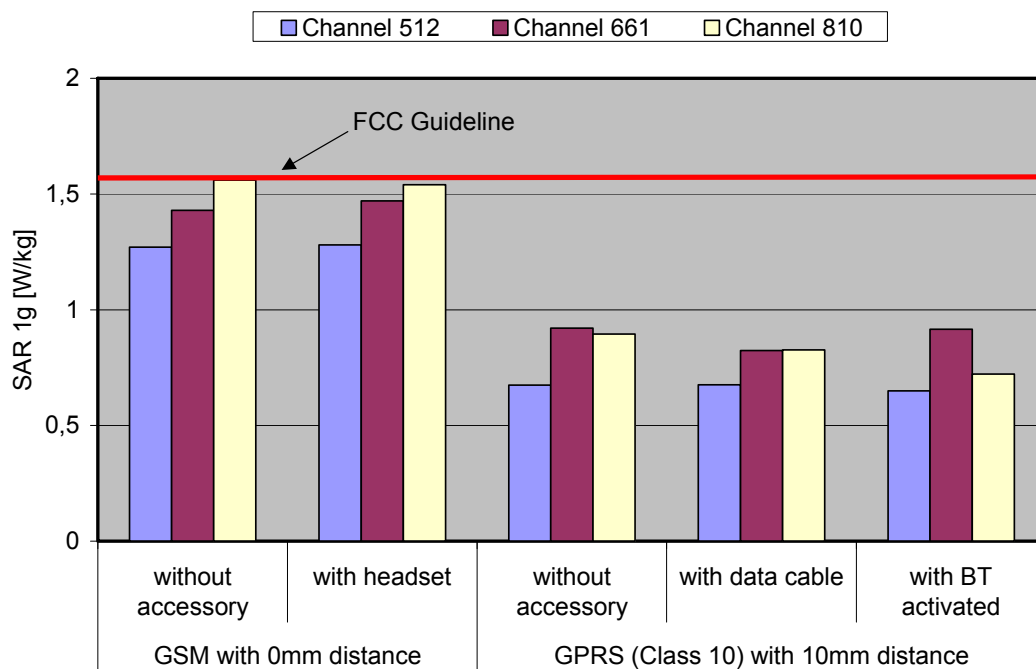 Channel 512 Channel 661 Channel 810
2
FCC Guideline
1,5
1
0,5
0
SAR 1g [W/kg]
without accessory
with headset
without accessory
with data cable
with BT activated
GSM with 0mm distance
GPRS (Class 10) with 10mm distance